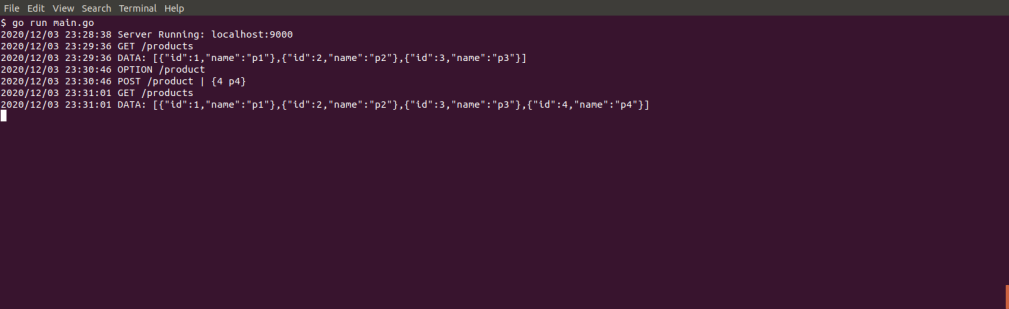 File Edit View Search Terminal Help
$ go run main.go
2020/12/03 23:28:38 Server Running: localhost:9000
2020/12/03 23:29:36 GET /products
2020/12/03 23:29:36 DATA: [{"id":1,"name":"p1"},{"id":2,"name":"p2"},{"id":3,"name":"p3"}]
2020/12/03 23:30:46 OPTION /product
2020/12/03 23:30:46 POST /product | {4 p4}
2020/12/03 23:31:01 GET /products
2020/12/03 23:31:01 DATA: [{"id":1,"name":"p1"},{"id":2,"name":"p2"},{"id":3,"name":"p3"},{"id":4,"name":"p4"}]